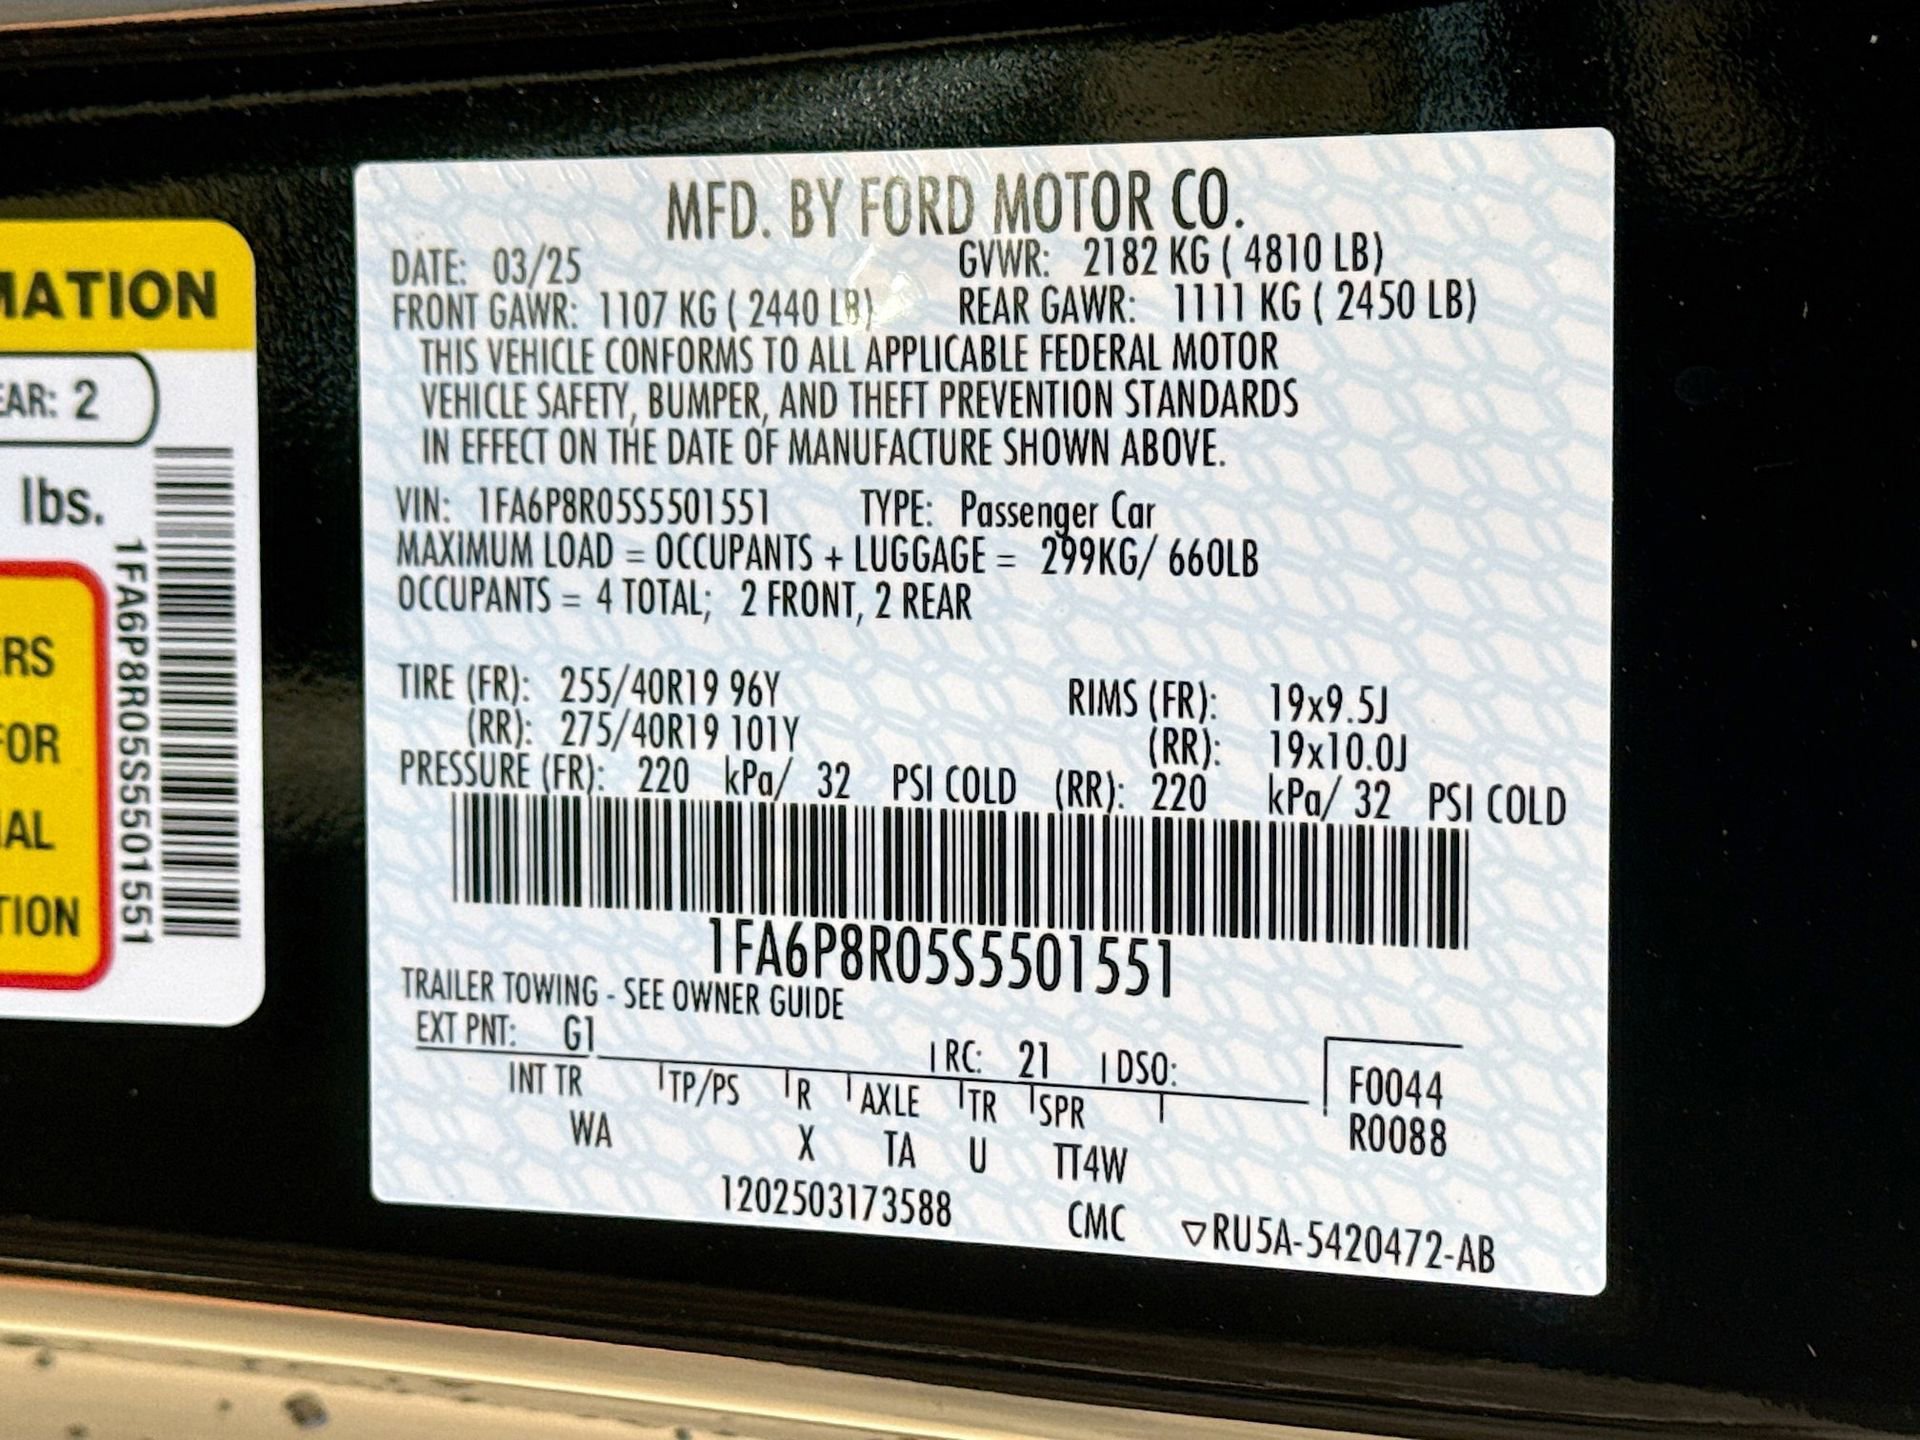 MATION
EAR: 2
lbs.
1FA6P8R05S5501551
ERS
FOR
IAL
TION
MFD. BY FORD MOTOR CO.
DATE: 03/25 GVWR: 2182 KG ( 4810 LB)
FRONT GAWR: 1107 KG ( 2440 LB) REAR GAWR: 1111 KG ( 2450 LB)
THIS VEHICLE CONFORMS TO ALL APPLICABLE FEDERAL MOTOR
VEHICLE SAFETY, BUMPER, AND THEFT PREVENTION STANDARDS
IN EFFECT ON THE DATE OF MANUFACTURE SHOWN ABOVE.
VIN: 1FA6P8R05S5501551 TYPE: Passenger Car
MAXIMUM LOAD = OCCUPANTS + LUGGAGE = 299KG/ 660LB
OCCUPANTS = 4 TOTAL; 2 FRONT, 2 REAR
TIRE (FR): 255/40R19 96Y RIMS (FR): 19x9.5J
(RR): 275/40R19 101Y (RR): 19x10.0J
PRESSURE (FR): 220 kPa/ 32 PSI COLD (RR): 220 kPa/ 32 PSI COLD
1FA6P8R05S5501551
TRAILER TOWING - SEE OWNER GUIDE
EXT PNT: G1 RC: 21 DSO:
INT TR TP/PS R AXLE TR SPR F0044
WA X TA U TT4W R0088
1202503173588 CMC ▽RU5A-5420472-AB